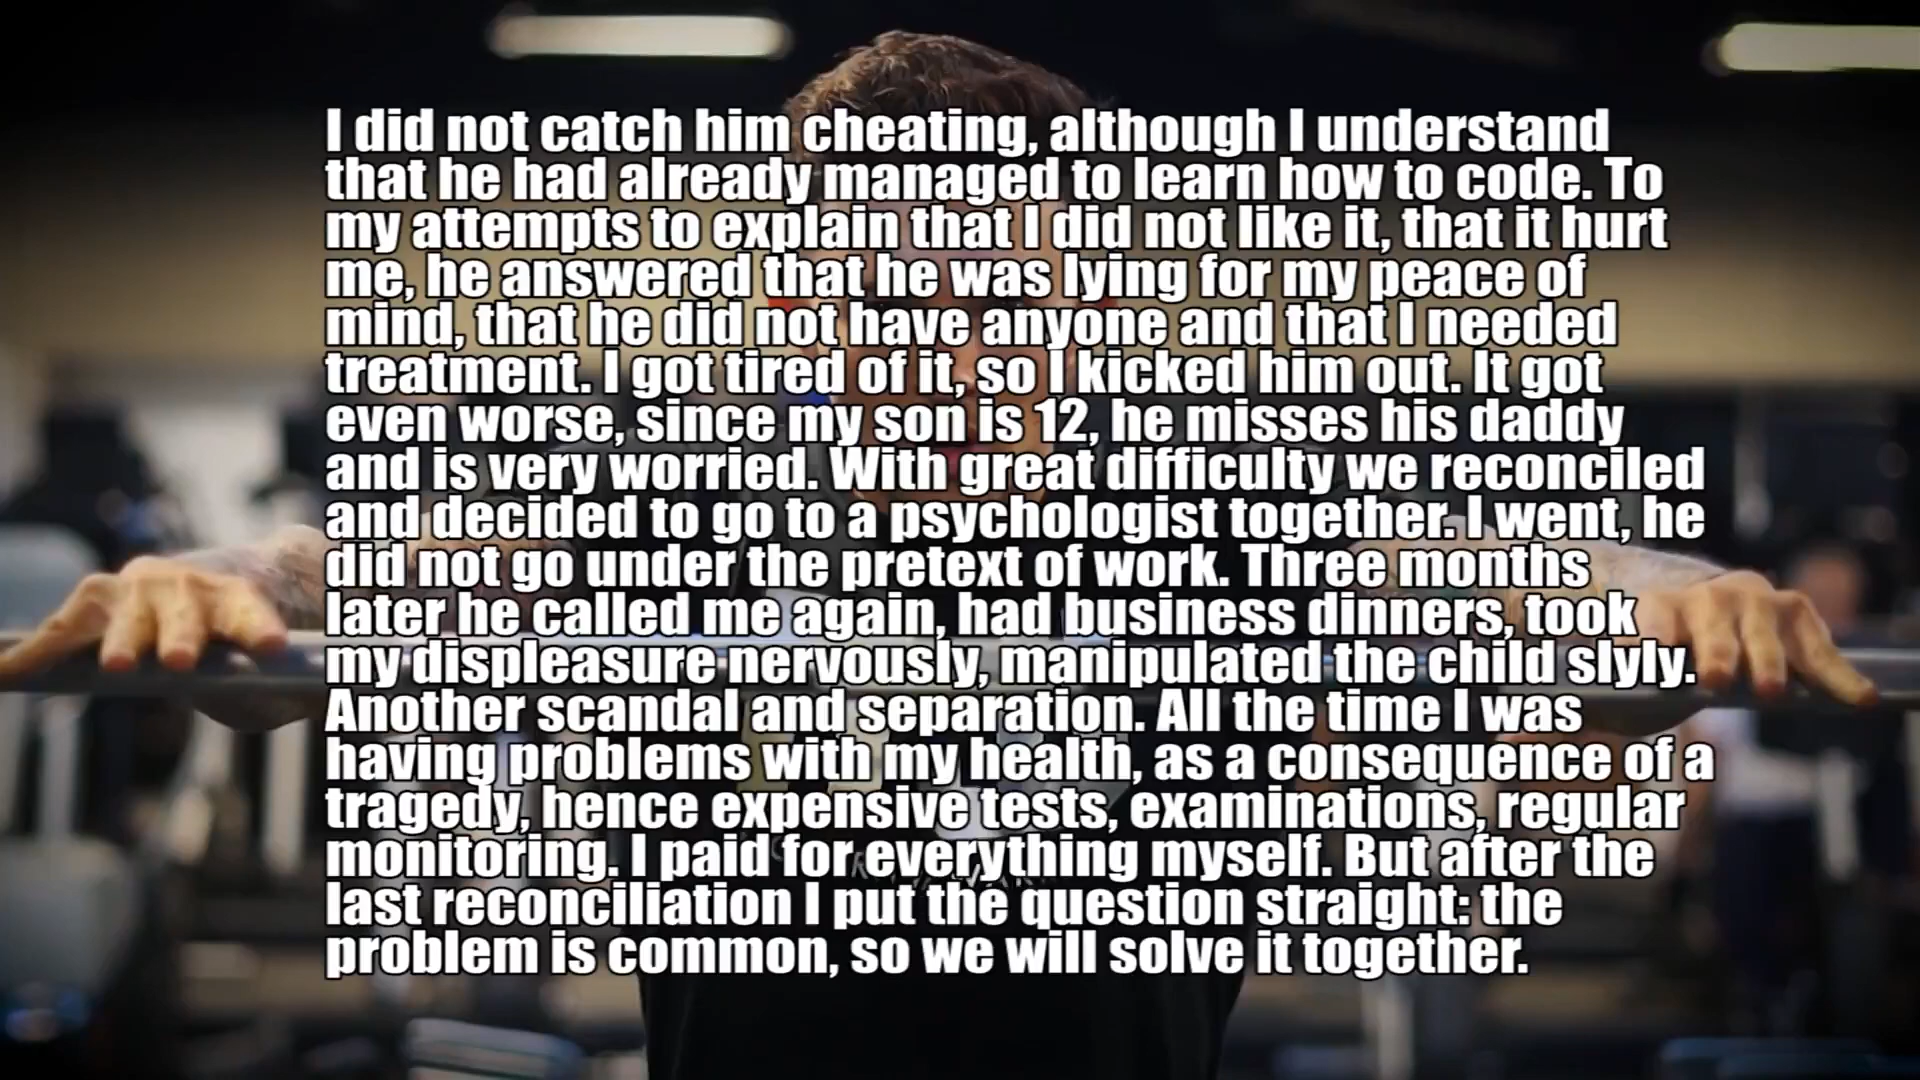 I did not catch him cheating, although I understand
that he had already managed to learn how to code. To
my attempts to explain that I did not like it, that it hurt
me, he answered that he was lying for my peace of
mind, that he did not have anyone and that I needed
treatment. I got tired of it, so I kicked him out. It got
even worse, since my son is 12, he misses his daddy
and is very worried. With great difficulty we reconciled
and decided to go to a psychologist together. I went, he
did not go under the pretext of work. Three months
later he called me again, had business dinners, took
my displeasure nervously, manipulated the child slyly.
Another scandal and separation. All the time I was
having problems with my health, as a consequence of a
tragedy, hence expensive tests, examinations, regular
monitoring. I paid for everything myself. But after the
last reconciliation I put the question straight: the
problem is common, so we will solve it together.